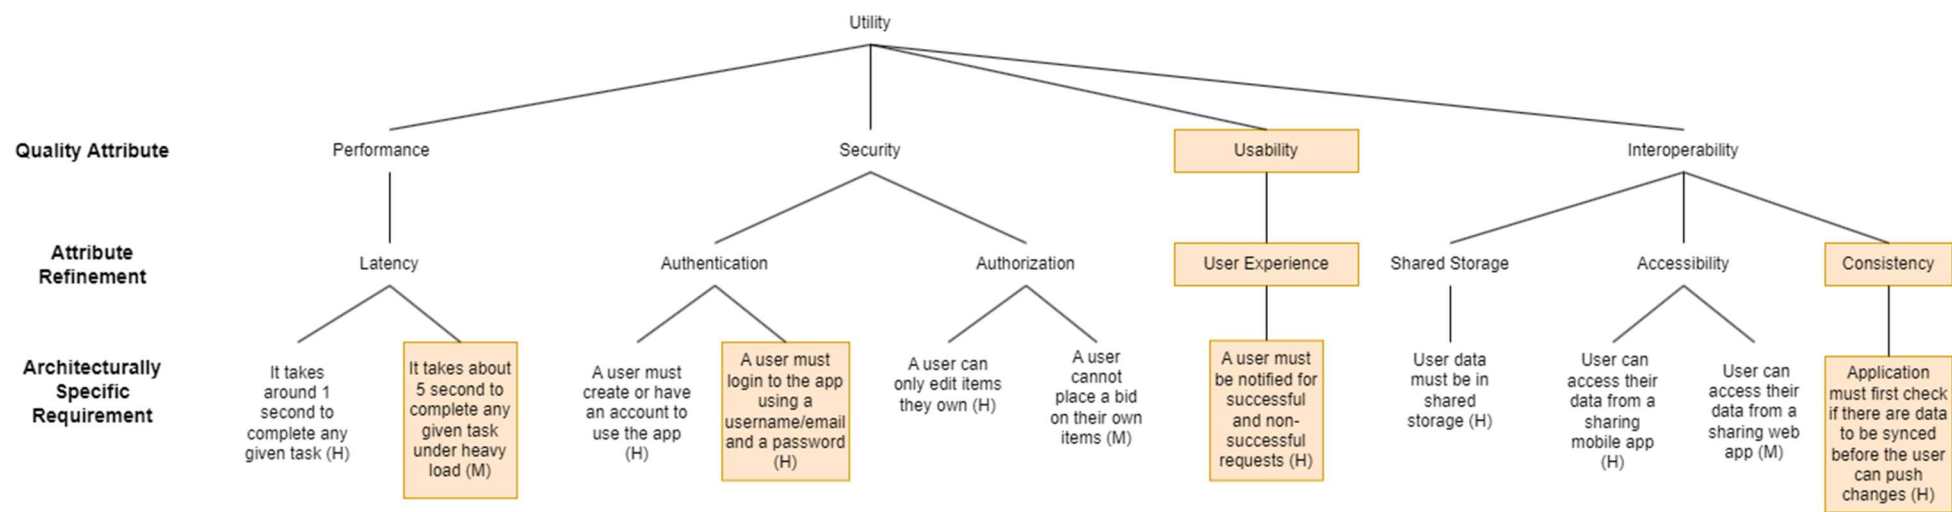 Utility
Quality Attribute
Performance
Security
Usability
Interoperability
Attribute
Refinement
Latency
Authentication
Authorization
User Experience
Shared Storage
Accessibility
Consistency
Architecturally
Specific
Requirement
It takes
around 1
second to
complete any
given task (H)
It takes about
5 second to
complete any
given task
under heavy
load (M)
A user must
create or have
an account to
use the app
(H)
A user must
login to the app
using a
username/email
and a password
(H)
A user can
only edit items
they own (H)
A user
cannot
place a bid
on their own
items (M)
A user must
be notified for
successful
and non-
successful
requests (H)
User data
must be in
shared
storage (H)
User can
access their
data from a
sharing
mobile app
(H)
User can
access their
data from a
sharing web
app (M)
Application
must first check
if there are data
to be synced
before the user
can push
changes (H)